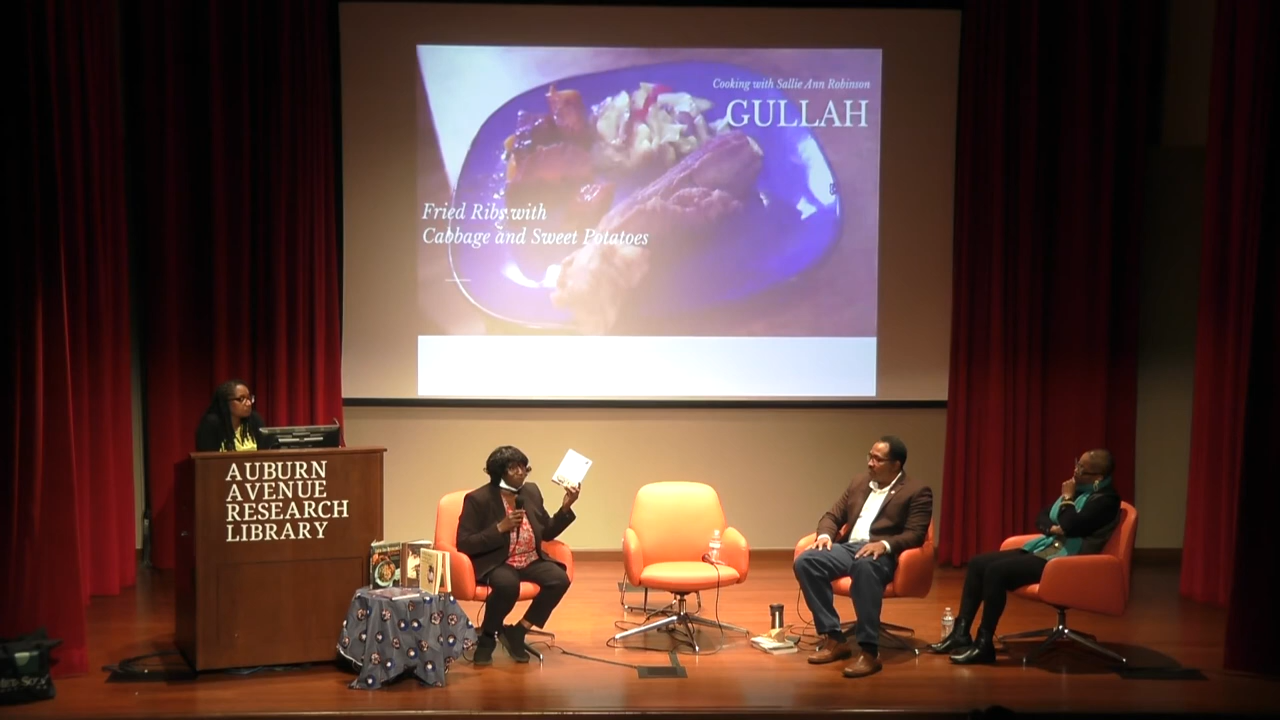 Cooking with Sallie Ann Robinson
GULLAH
Fried Ribs with
Cabbage and Sweet Potatoes
AUBURN
AVENUE
RESEARCH
LIBRARY